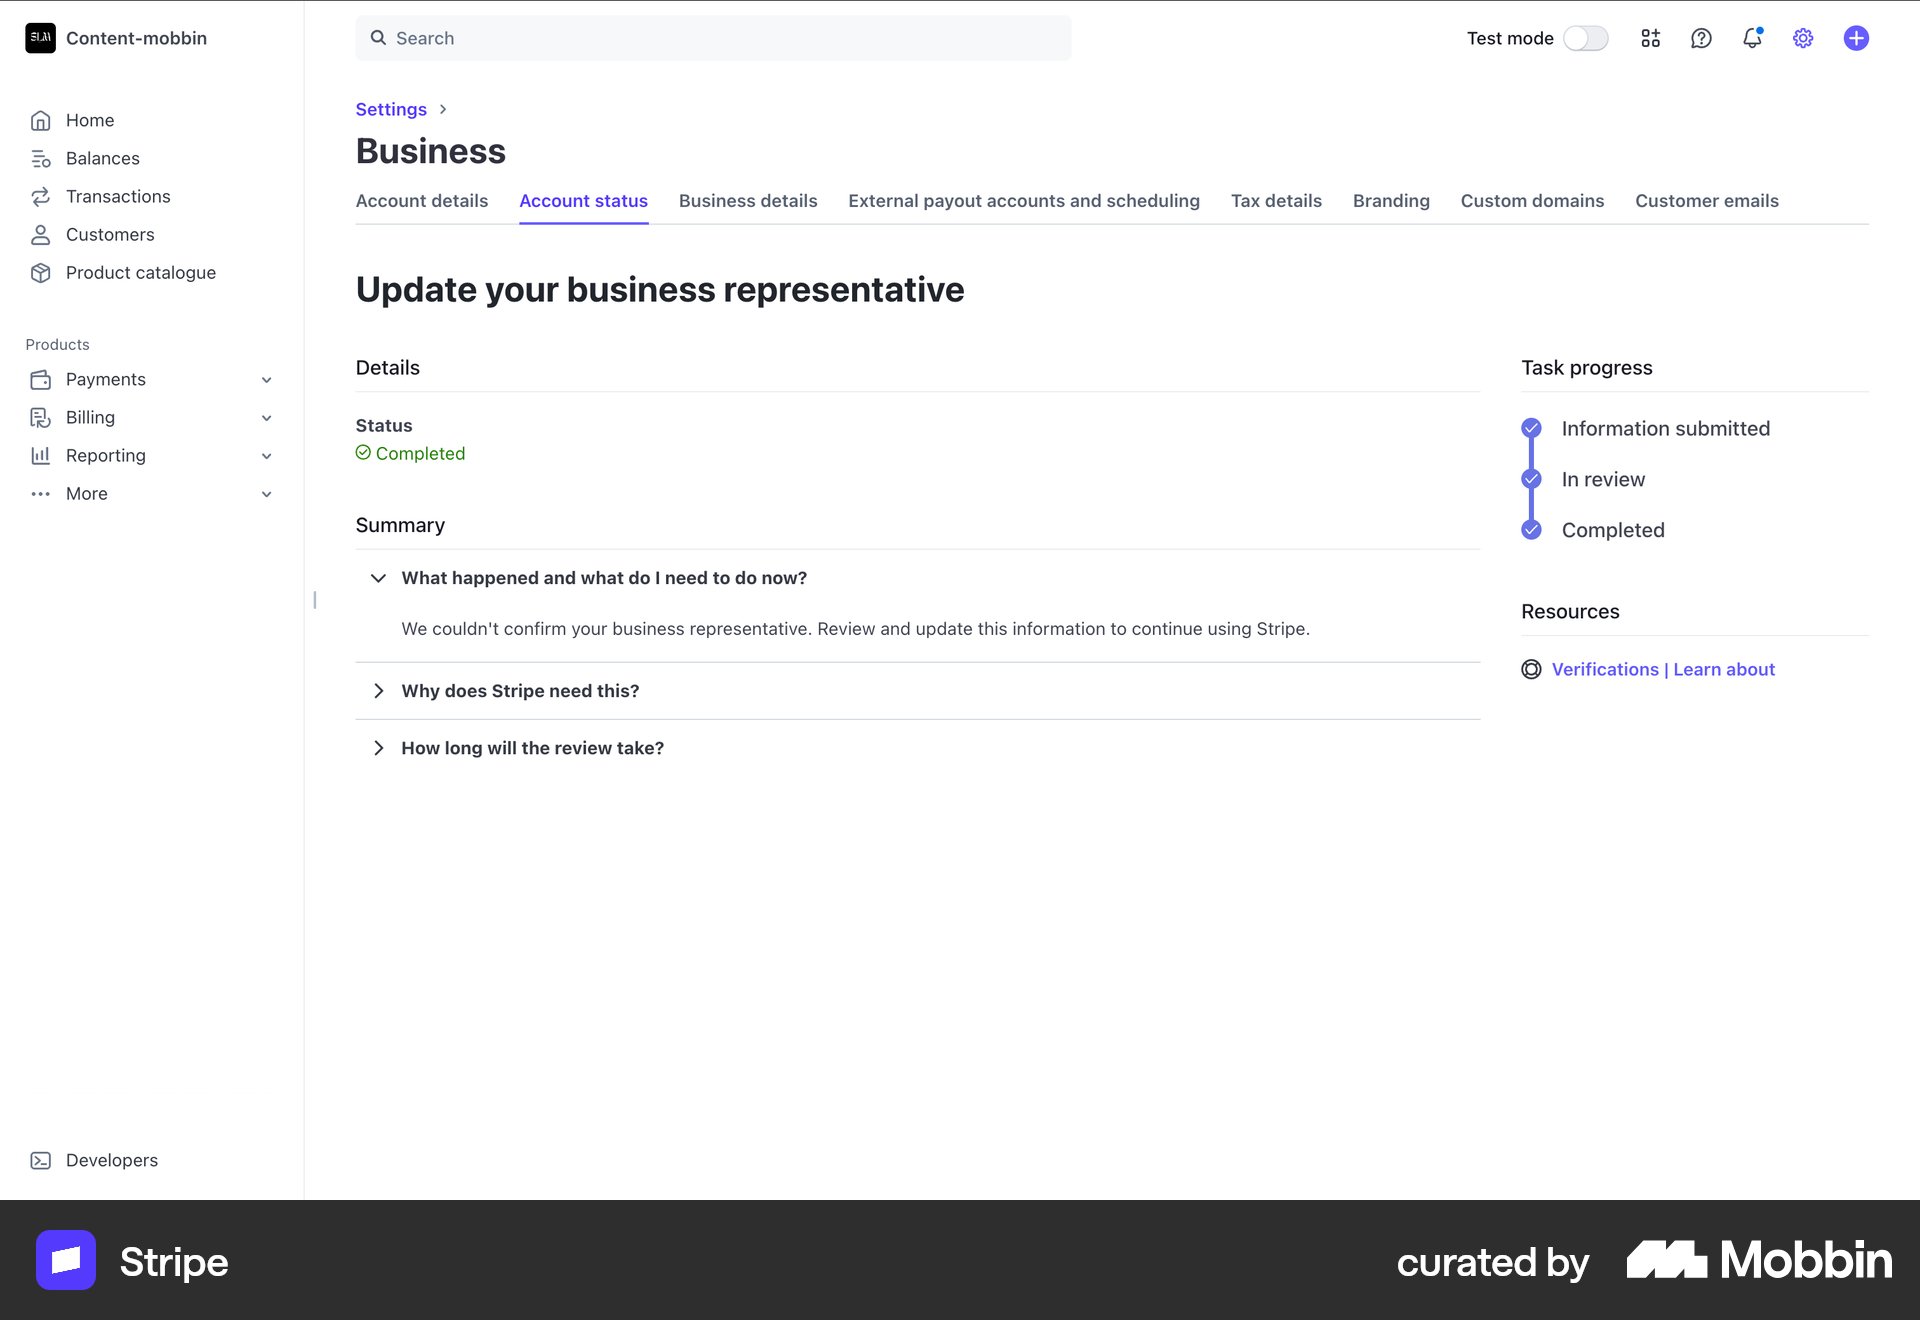 SLM
Content-mobbin
Search
Test mode
Home
Balances
Transactions
Customers
Product catalogue
Products
Payments
Billing
Reporting
More
Developers
Settings
Business
Account details
Account status
Business details
External payout accounts and scheduling
Tax details
Branding
Custom domains
Customer emails
Update your business representative
Details
Status
Completed
Summary
What happened and what do I need to do now?
We couldn't confirm your business representative. Review and update this information to continue using Stripe.
Why does Stripe need this?
How long will the review take?
Task progress
Information submitted
In review
Completed
Resources
Verifications | Learn about
Stripe
curated by
Mobbin